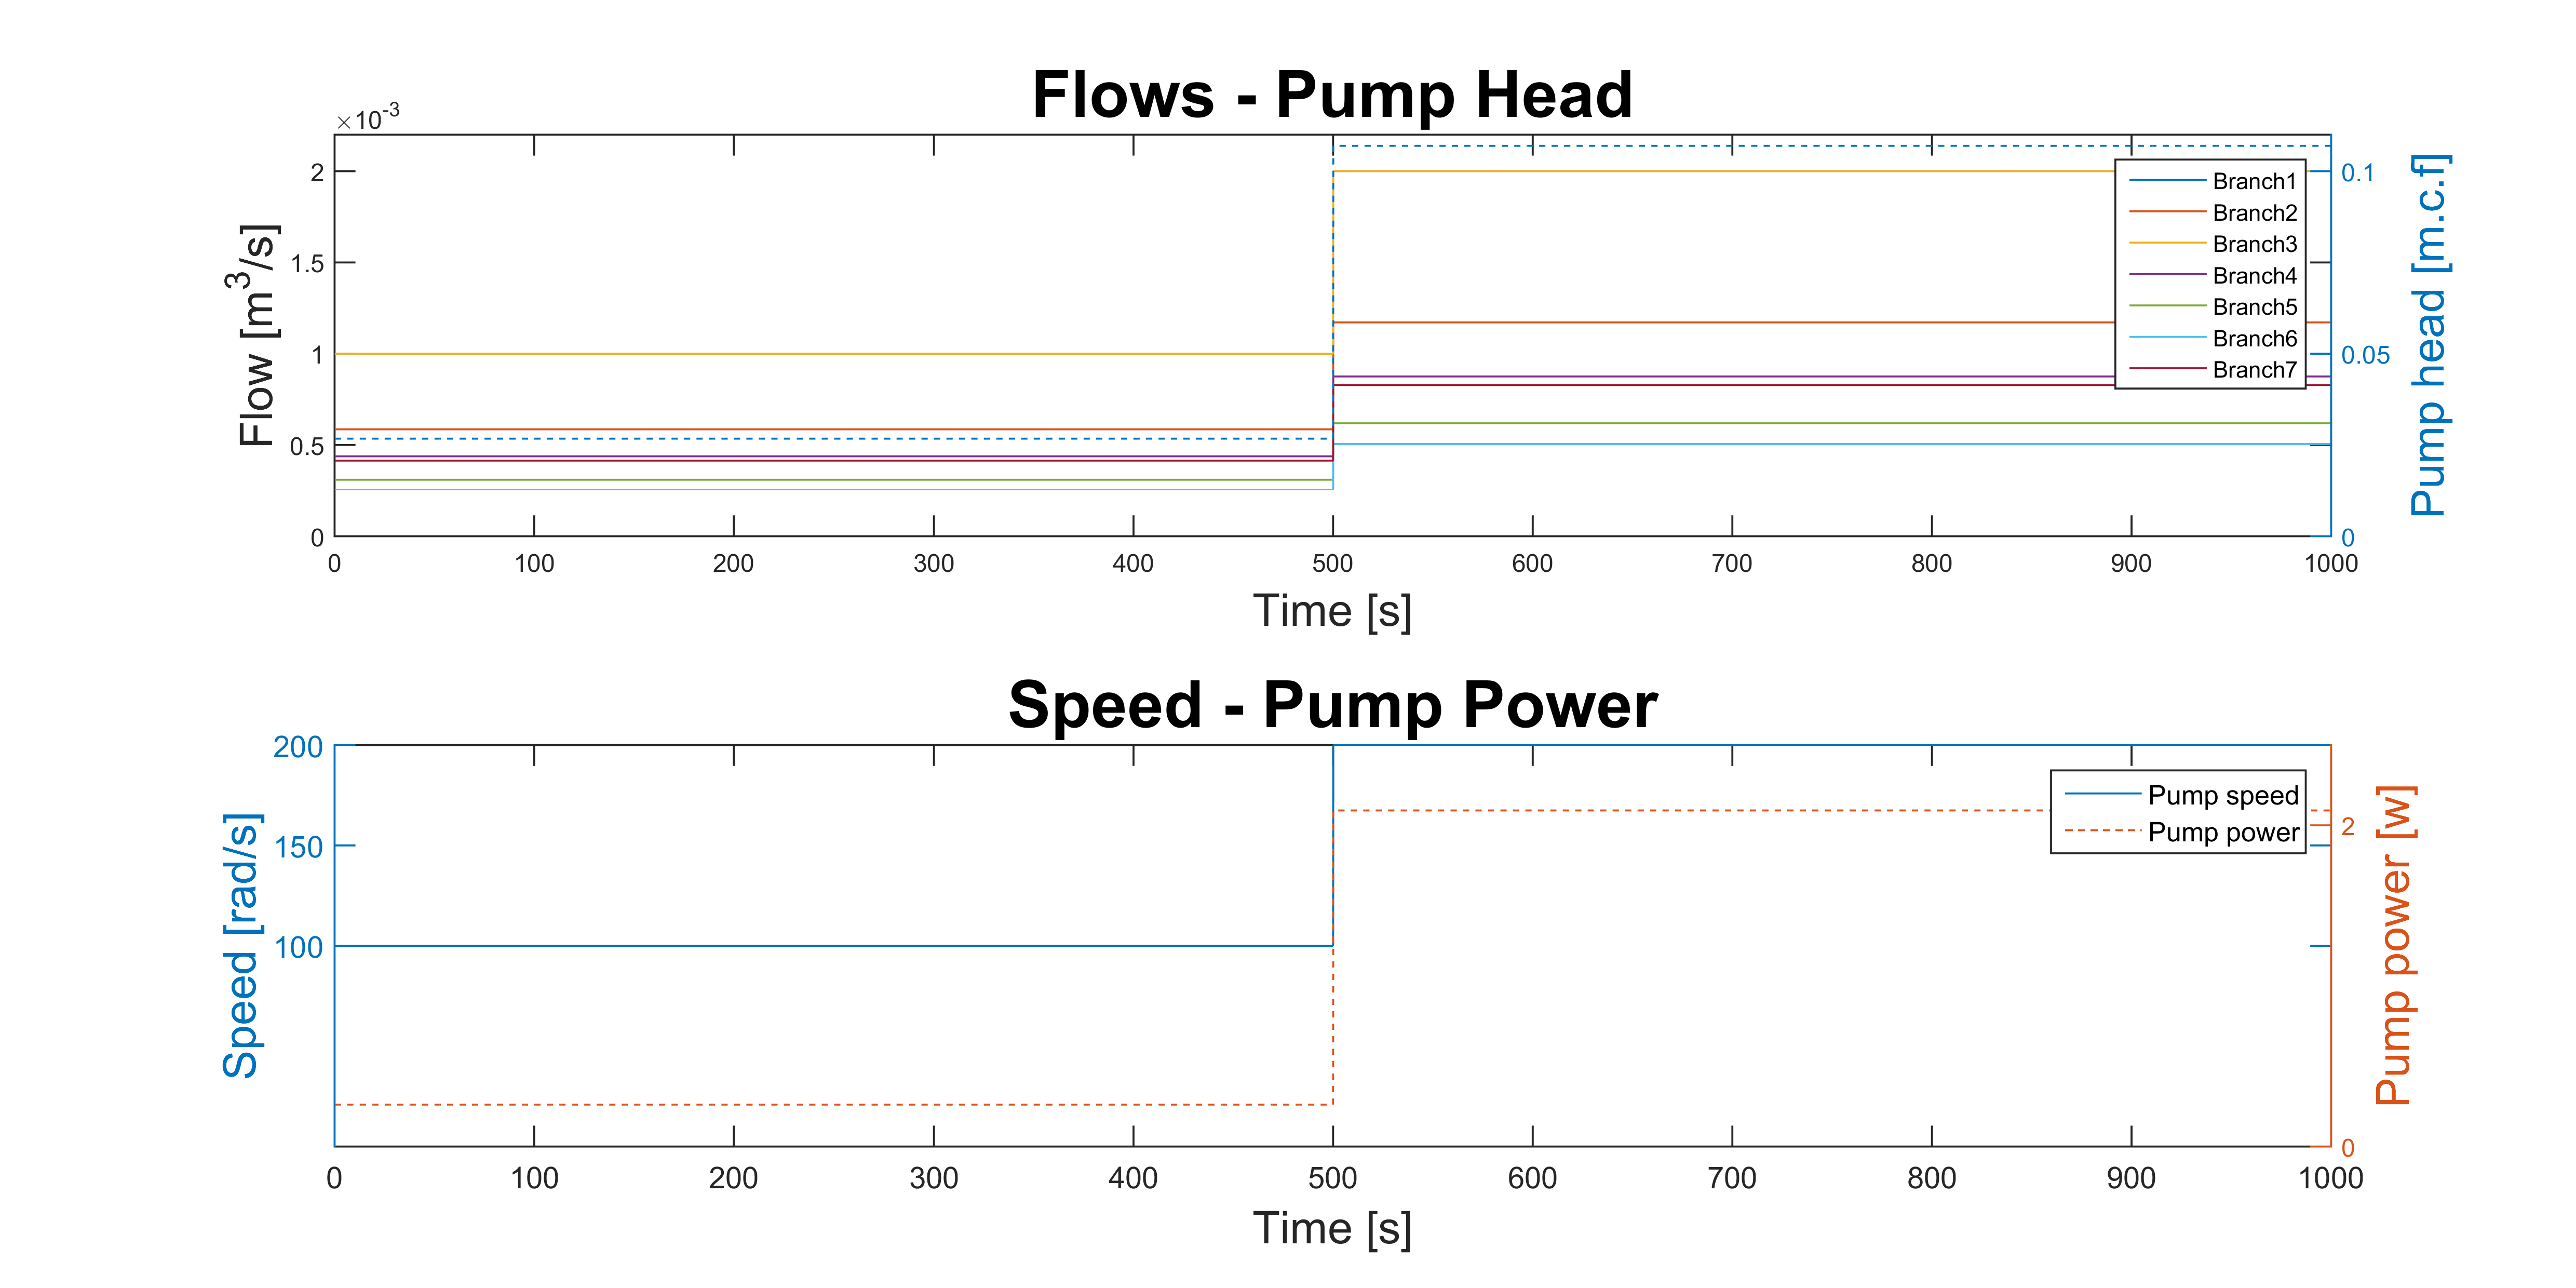 Flows - Pump Head
×10-3
2
1.5
1
0.5
0
Flow [m3/s]
0.1
0.05
0
Pump head [m.c.f]
Branch1
Branch2
Branch3
Branch4
Branch5
Branch6
Branch7
0 100 200 300 400 500 600 700 800 900 1000
Time [s]
Speed - Pump Power
200
150
100
Speed [rad/s]
Pump speed
Pump power
2
0
Pump power [w]
0 100 200 300 400 500 600 700 800 900 1000
Time [s]